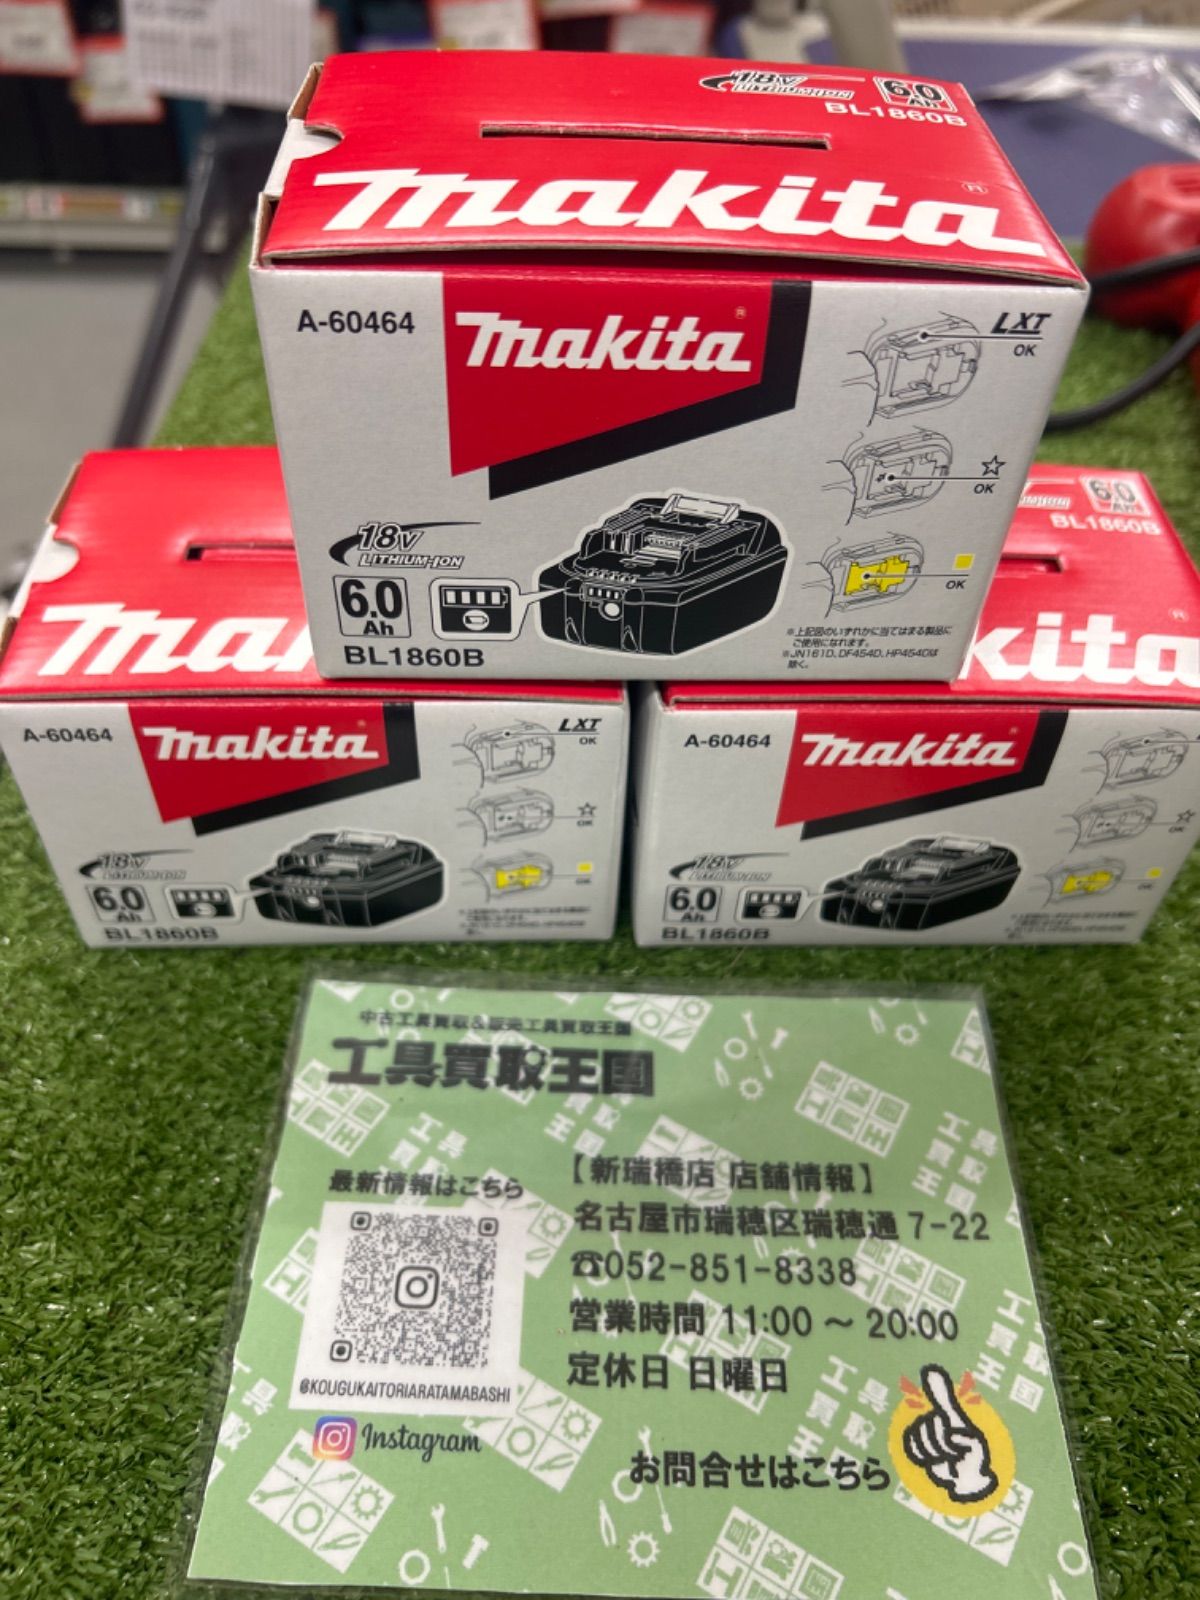 18V
LITHIUM-ION
6.0
Ah
BL1860B
makita
A-60464
makita
LXT
OK
☆
OK
OK
18V
LITHIUM-ION
6.0
Ah
BL1860B
※上記図のいずれかに当てはまる製品に
ご使用になれます。
※JN161D、DF454D、HP454Dは
除く。
A-60464
makita
LXT
OK
☆
OK
OK
18V
LITHIUM-ION
6.0
Ah
BL1860B
6.0
Ah
BL1860B
kita
A-60464
makita
☆
OK
18V
LITHIUM-ION
6.0
Ah
BL1860B
中古工具買取&販売工具買取王国
工具買取王国
最新情報はこちら
@KOUGUKAITORIARATAMABASHI
Instagram
【新瑞橋店 店舗情報】
名古屋市瑞穂区瑞穂通 7-22
☎052-851-8338
営業時間 11:00 ～ 20:00
定休日 日曜日
お問合せはこちら